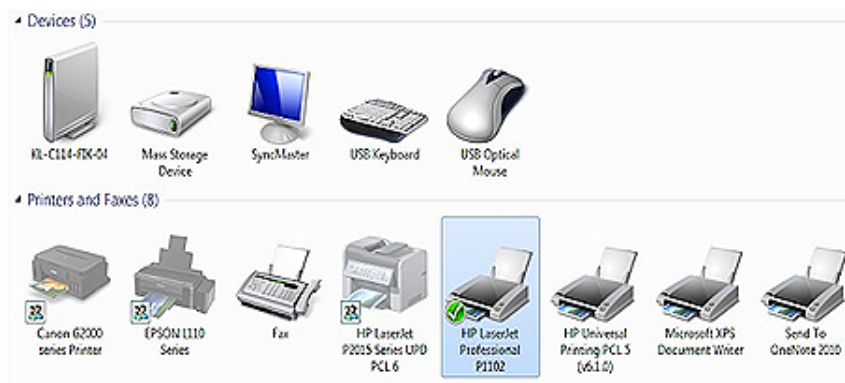 Devices (5)
KL-C114-FIK-04
Mass Storage
Device
SyncMaster
USB Keyboard
USB Optical
Mouse
Printers and Faxes (8)
Canon G2000
series Printer
EPSON L110
Series
Fax
HP LaserJet
P2015 Series UPD
PCL 6
HP LaserJet
Professional
P1102
HP Universal
Printing PCL 5
(v6.1.0)
Microsoft XPS
Document Writer
Send To
OneNote 2010